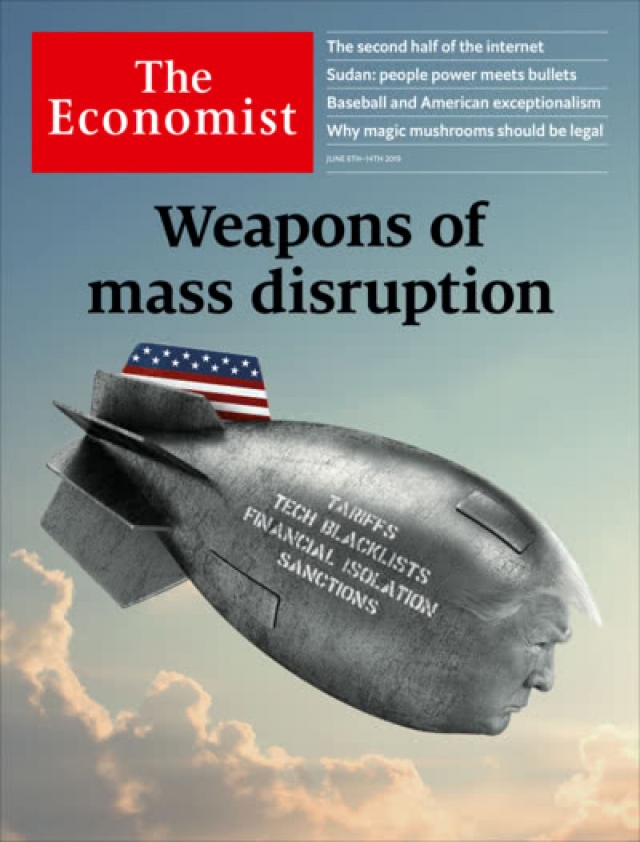 The
Economist
The second half of the internet
Sudan: people power meets bullets
Baseball and American exceptionalism
Why magic mushrooms should be legal
JUNE 8TH–14TH 2019
Weapons of
mass disruption
TARIFFS
TECH BLACKLISTS
FINANCIAL ISOLATION
SANCTIONS